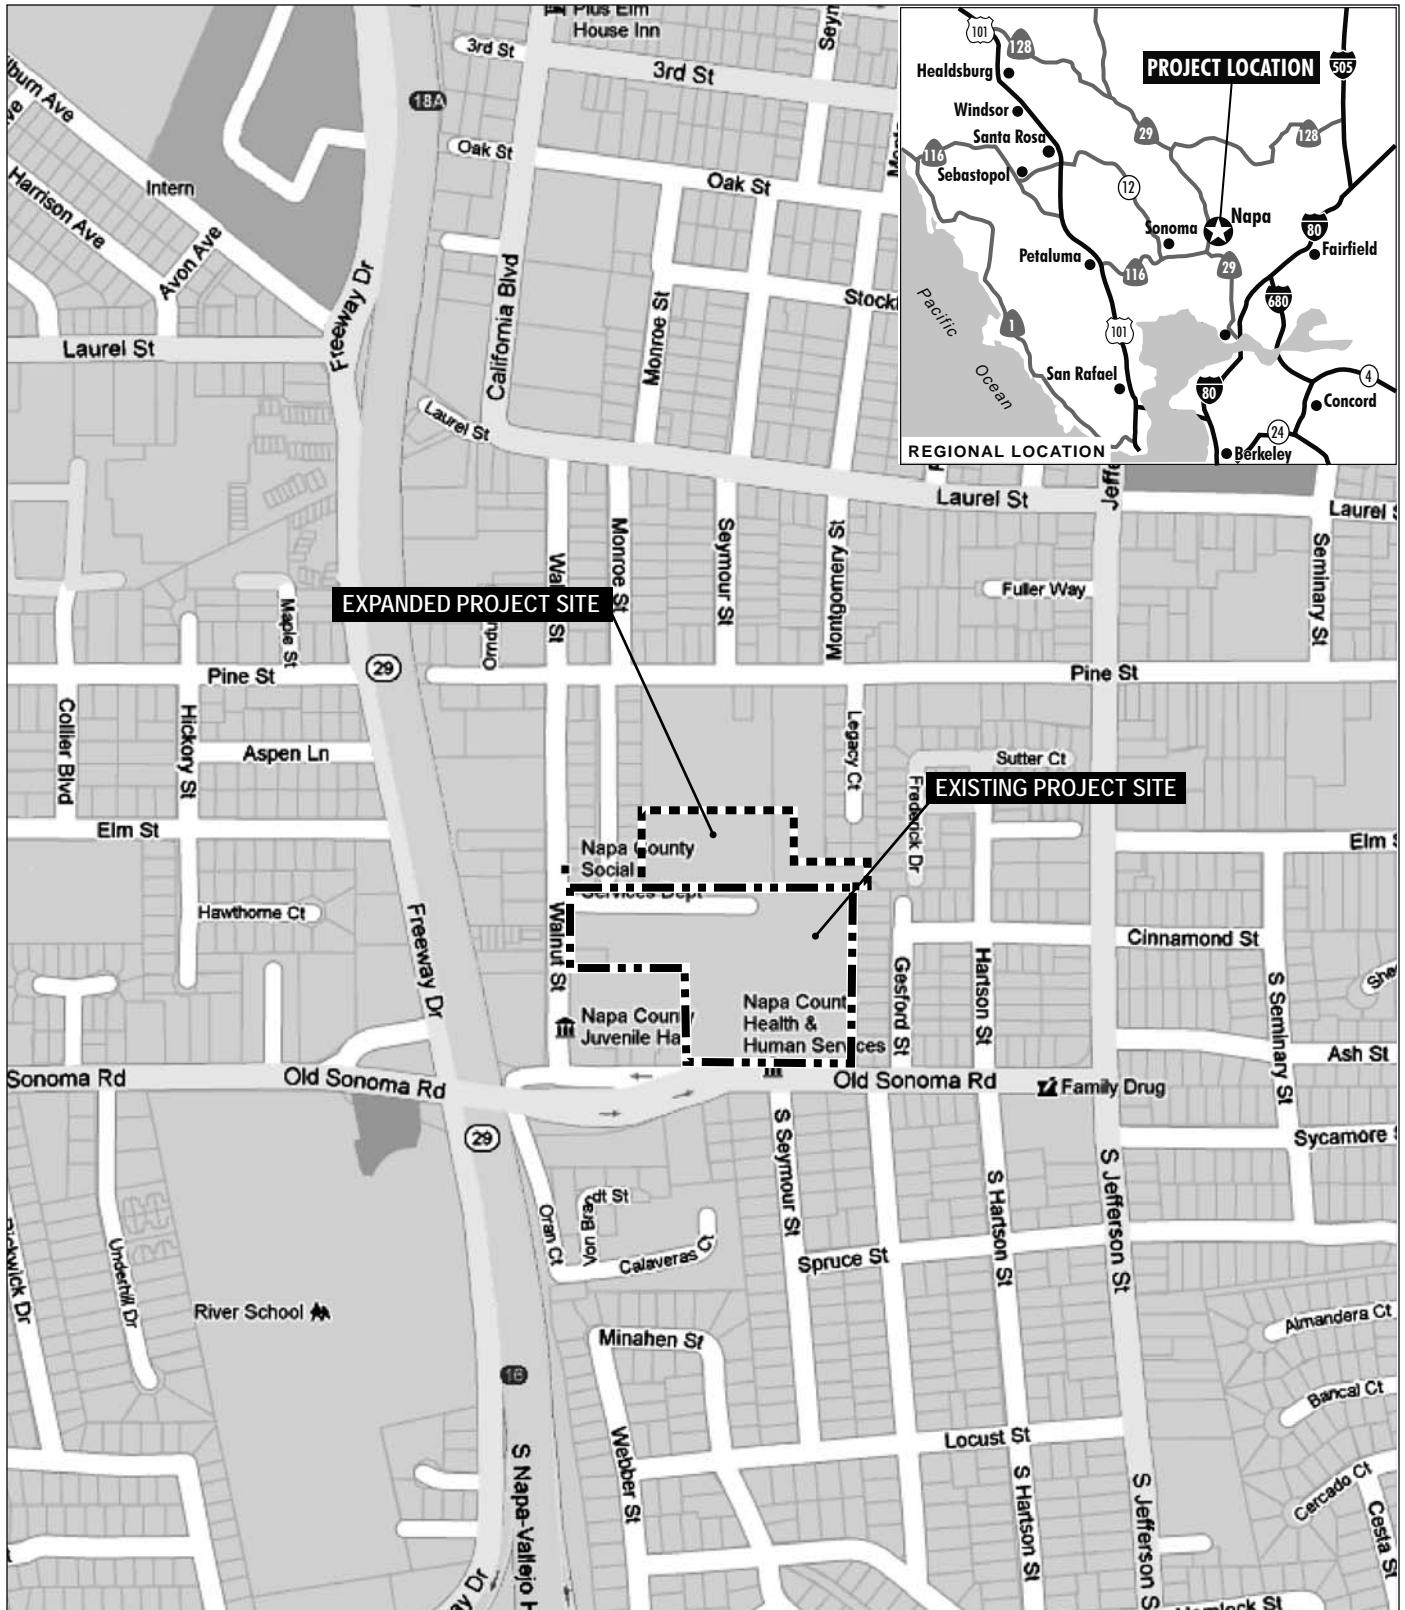 Plus Elm
House Inn
3rd St
3rd St
18A
Oak St
Oak St
Harrison Ave
Intern
Avon Ave
Freeway Dr
California Blvd
Monroe St
Laurel St
Laurel St
101
128
PROJECT LOCATION
505
Healdsburg
Windsor
Santa Rosa
29
128
116
Sebastopol
12
Sonoma
Napa
80
Fairfield
Petaluma
116
29
680
Pacific
Ocean
1
101
San Rafael
80
4
Concord
24
REGIONAL LOCATION
Berkeley
Laurel St
Laurel
Monroe St
Seymour St
Montgomery St
Fuller Way
Seminary St
EXPANDED PROJECT SITE
Maple St
29
Pine St
Pine St
Collier Blvd
Hickory St
Aspen Ln
Legacy Ct
Sutter Ct
Frederick Dr
EXISTING PROJECT SITE
Elm St
Elm
Napa County
Social
Services Dept
Hawthorne Ct
Freeway Dr
Walnut St
Gesford St
Hartson St
Cinnamond St
S Seminary St
She
Napa County
Juvenile Ha
Napa Count
Health &
Human Services
Ash St
Sonoma Rd
Old Sonoma Rd
Old Sonoma Rd
Family Drug
29
Sycamore
S Seymour St
S Hartson St
S Jefferson St
Oran Ct
Von Brandt St
Calaveras Ct
Spruce St
Underhill Dr
River School
Minahen St
Almandera Ct
Bancal Ct
Webber St
Locust St
S Napa-Vallejo H
S Hartson St
S Jefferson S
Cercado Ct
Cesta St
Hemlock St